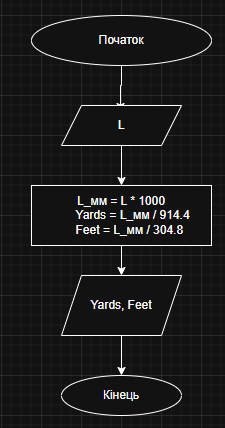 Початок
L
L_мм = L * 1000
Yards = L_мм / 914.4
Feet = L_мм / 304.8
Yards, Feet
Кінець